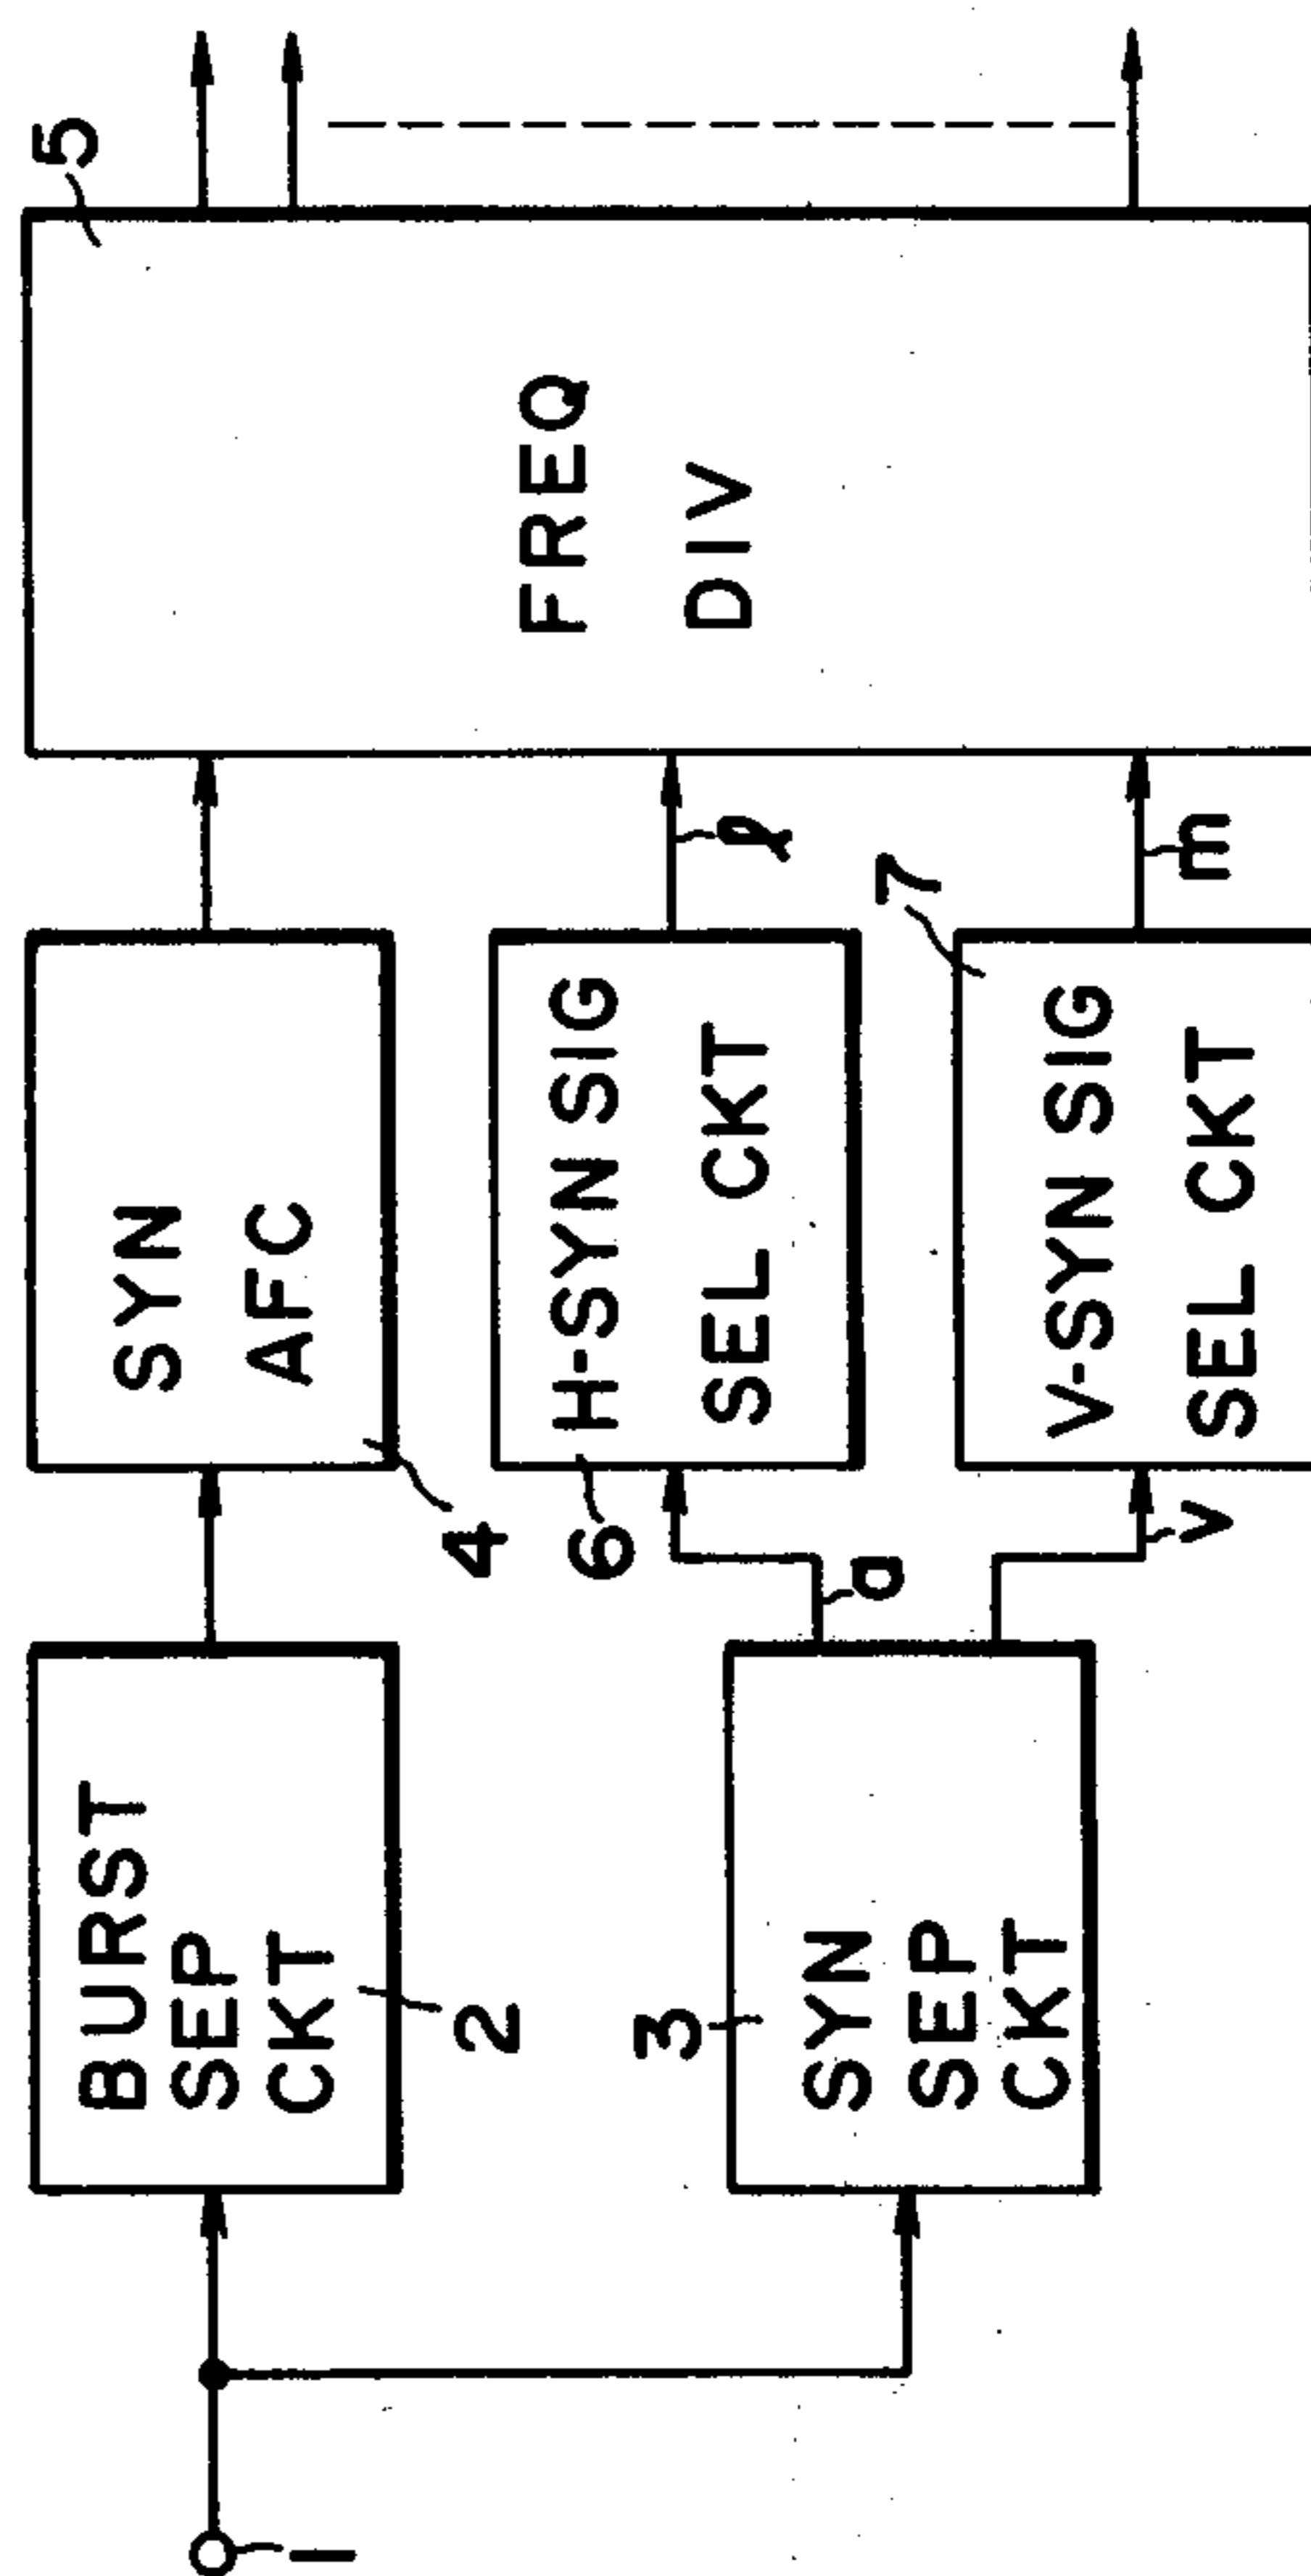 1
BURST
SEP
CKT
2
3
SYN
SEP
CKT
a
v
SYN
AFC
4
6
H-SYN SIG
SEL CKT
7
V-SYN SIG
SEL CKT
ℓ
m
5
FREQ
DIV